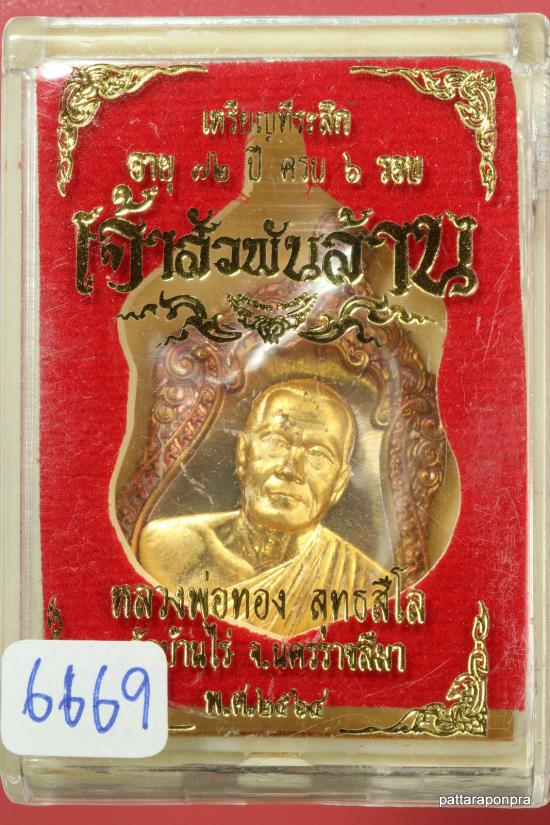 เหรียญที่ระลึก
อายุ ๗๒ ปี ครบ ๖ รอบ
เจ้าสัวพันล้าน
หลวงพ่อทอง สุทธสีโล
บ้านไร่ จ.นครราชสีมา
พ.ศ.๒๕๖๔
6669
pattaraponpra.